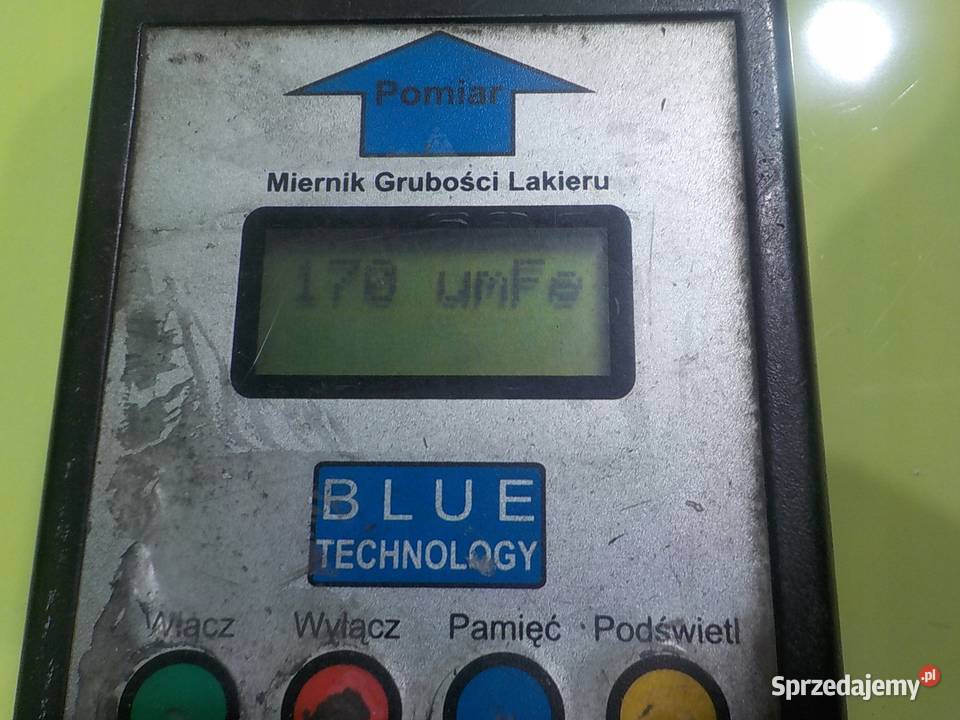 Pomiar
Miernik Grubości Lakieru
170 umFe
BLUE
TECHNOLOGY
Włącz Wyłącz Pamięć Podświetl
Sprzedajemy.pl